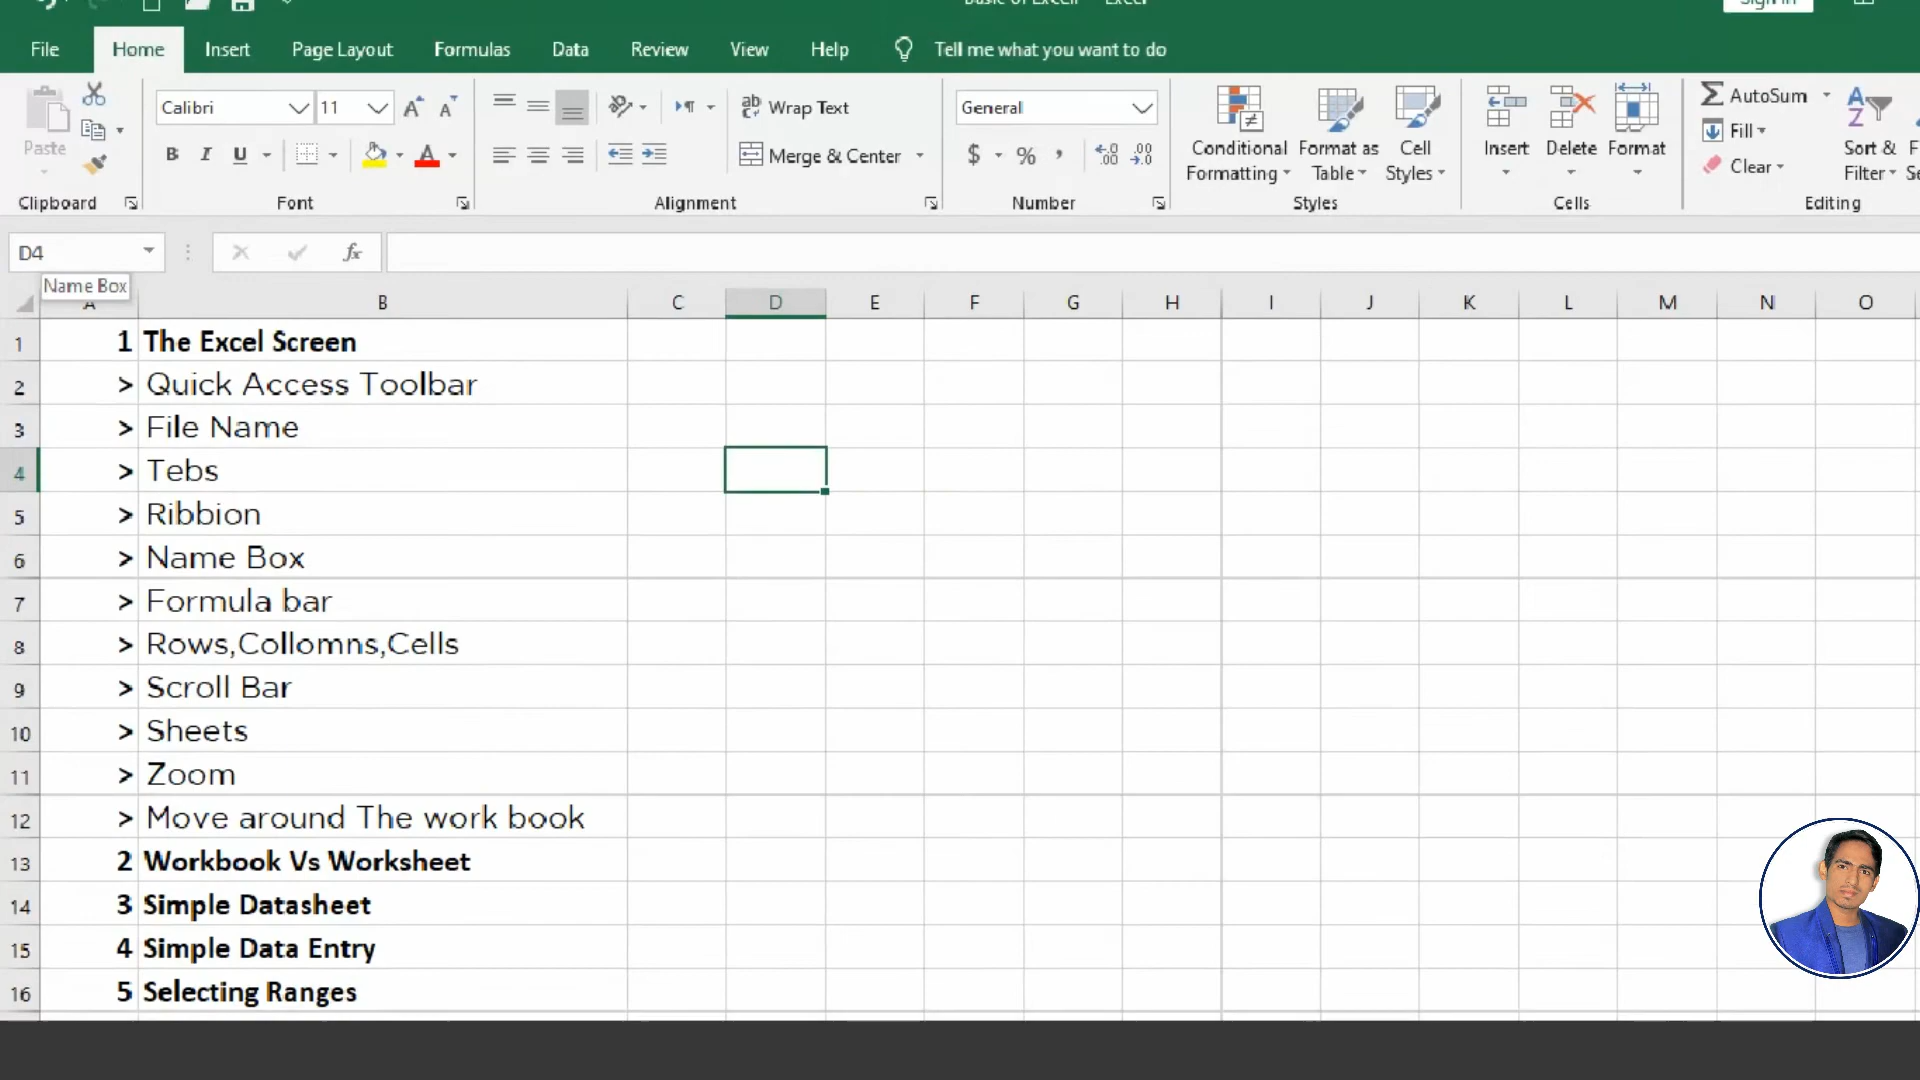 File Home Insert Page Layout Formulas Data Review View Help Tell me what you want to do
Calibri 11 Wrap Text General AutoSum
Paste B I U Merge & Center $ % , Conditional Formatting Format as Table Cell Styles Insert Delete Format Fill Clear Sort & Filter
Clipboard Font Alignment Number Styles Cells Editing
D4 fx
Name Box
A B C D E F G H I J K L M N O
1 1 The Excel Screen
2 > Quick Access Toolbar
3 > File Name
4 > Tebs
5 > Ribbion
6 > Name Box
7 > Formula bar
8 > Rows,Collomns,Cells
9 > Scroll Bar
10 > Sheets
11 > Zoom
12 > Move around The work book
13 2 Workbook Vs Worksheet
14 3 Simple Datasheet
15 4 Simple Data Entry
16 5 Selecting Ranges